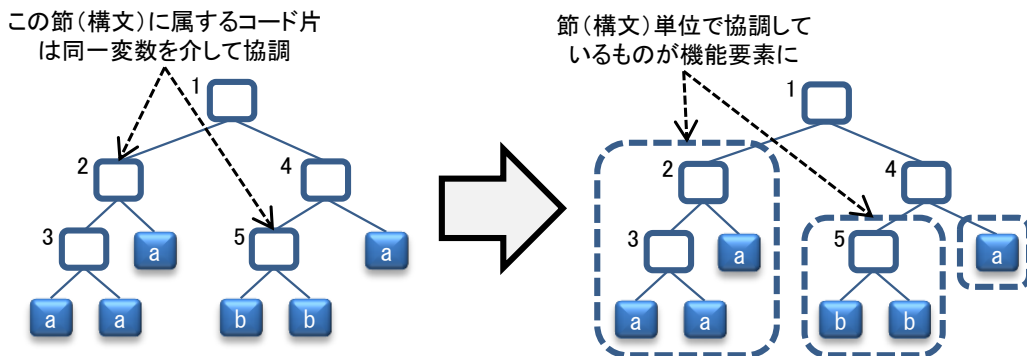 この節(構文)に属するコード片
は同一変数を介して協調
1
2
4
3
a
5
a
a
a
b
b
節(構文)単位で協調して
いるものが機能要素に
1
2
4
3
a
5
a
a
a
b
b